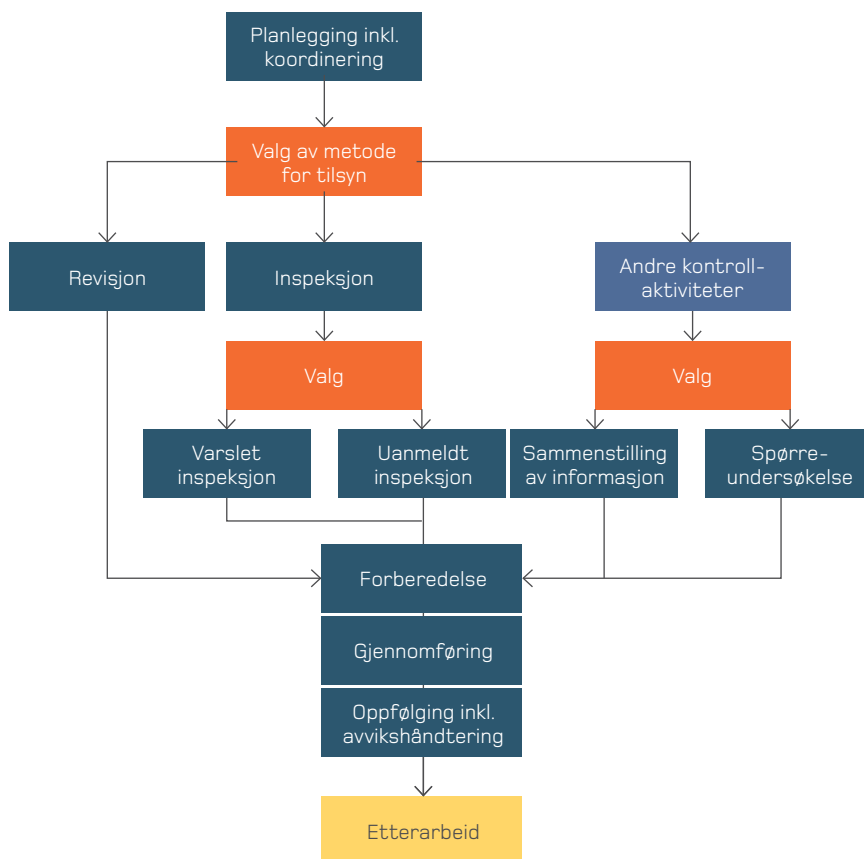 Planlegging inkl.
koordinering
Valg av metode
for tilsyn
Revisjon
Inspeksjon
Andre kontroll-
aktiviteter
Valg
Valg
Varslet
inspeksjon
Uanmeldt
inspeksjon
Sammenstilling
av informasjon
Spørre-
undersøkelse
Forberedelse
Gjennomføring
Oppfølging inkl.
avvikshåndtering
Etterarbeid